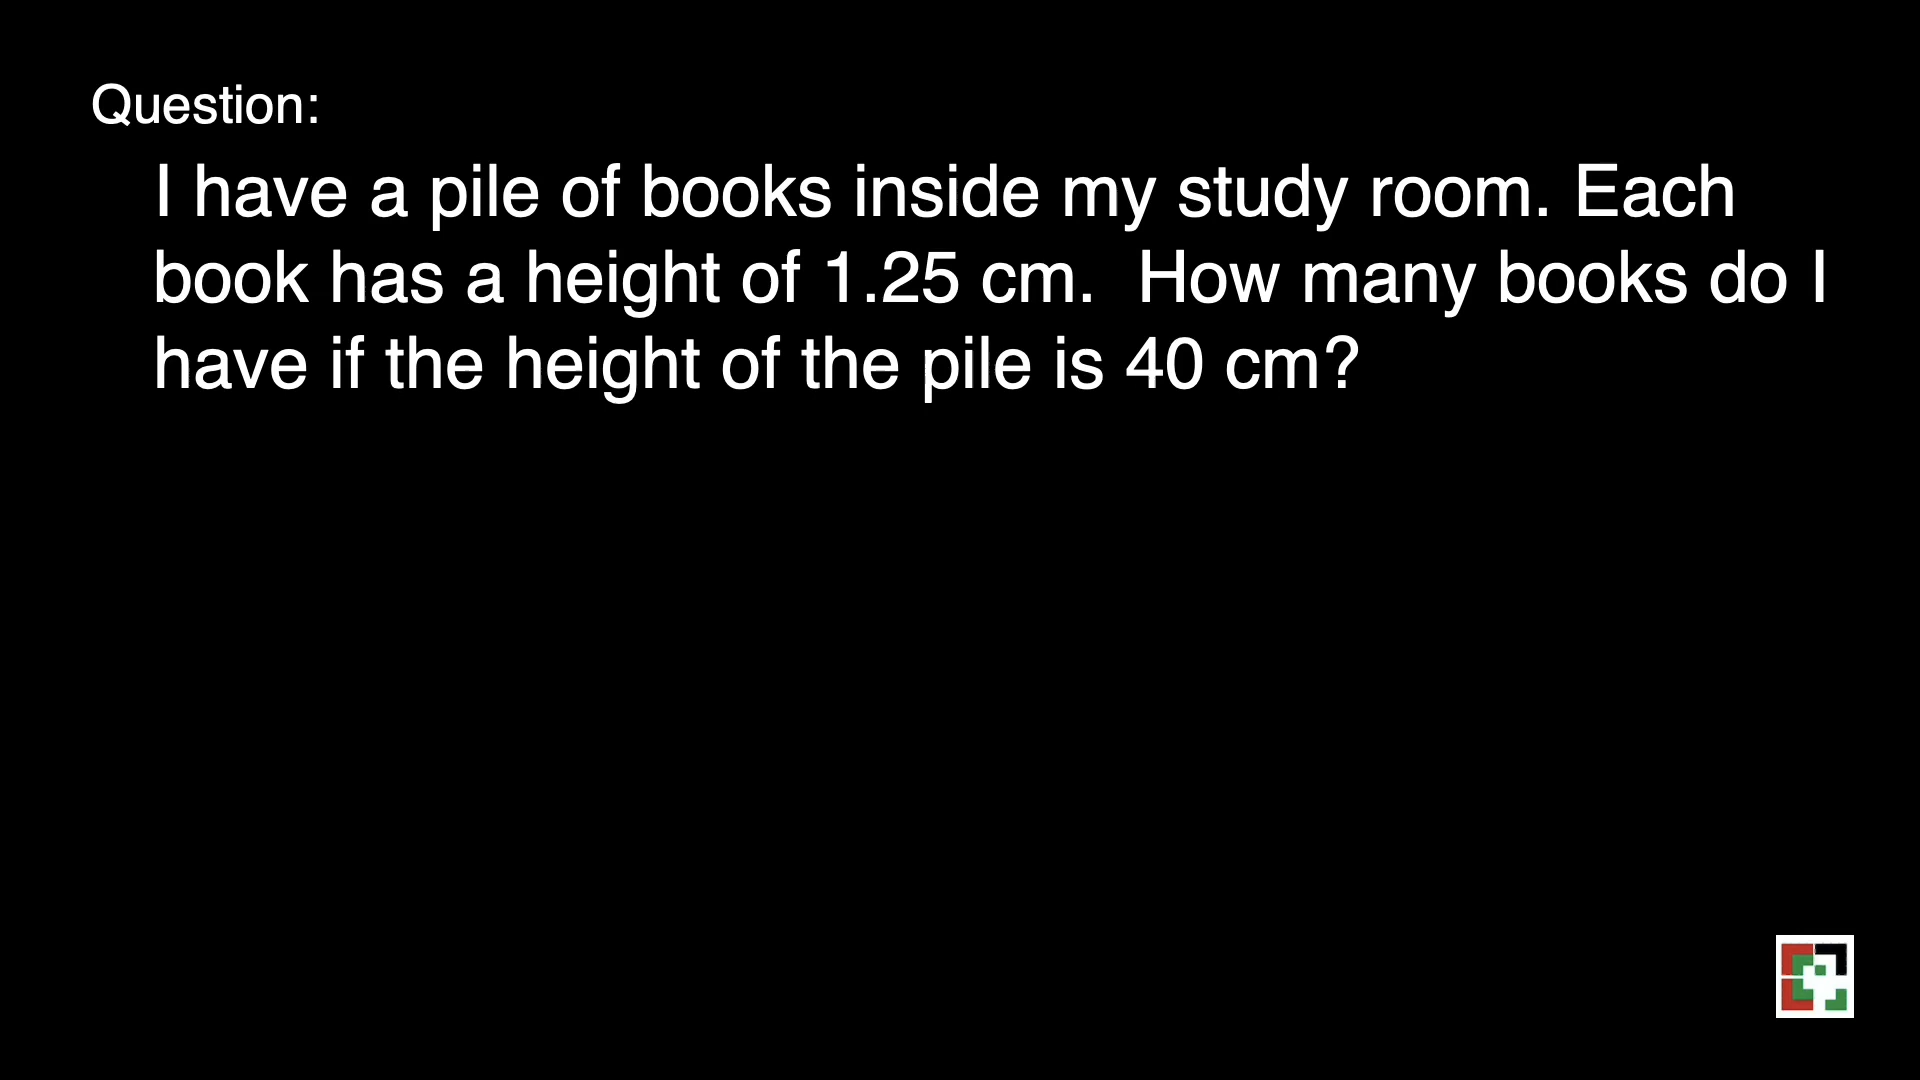 Question:
I have a pile of books inside my study room. Each
book has a height of 1.25 cm.  How many books do I
have if the height of the pile is 40 cm?